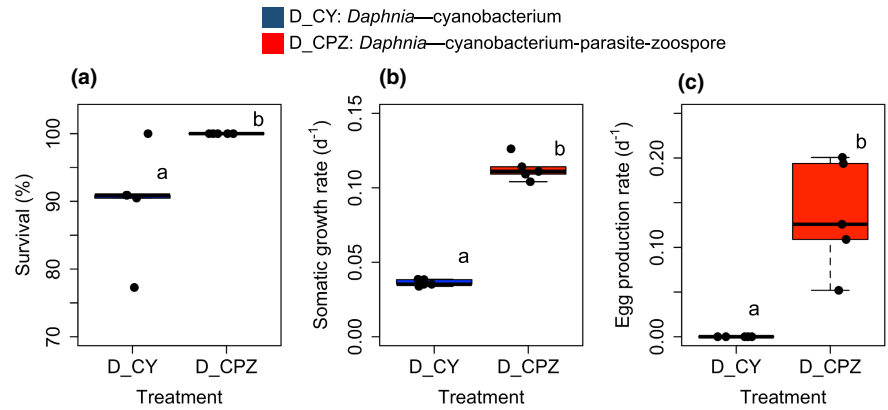 D_CY: Daphnia—cyanobacterium
D_CPZ: Daphnia—cyanobacterium-parasite-zoospore
(a)
Survival (%)
100
90
80
70
a
b
D_CY D_CPZ
Treatment
(b)
Somatic growth rate (d⁻¹)
0.15
0.10
0.05
0.00
a
b
D_CY D_CPZ
Treatment
(c)
Egg production rate (d⁻¹)
0.20
0.10
0.00
a
b
D_CY D_CPZ
Treatment